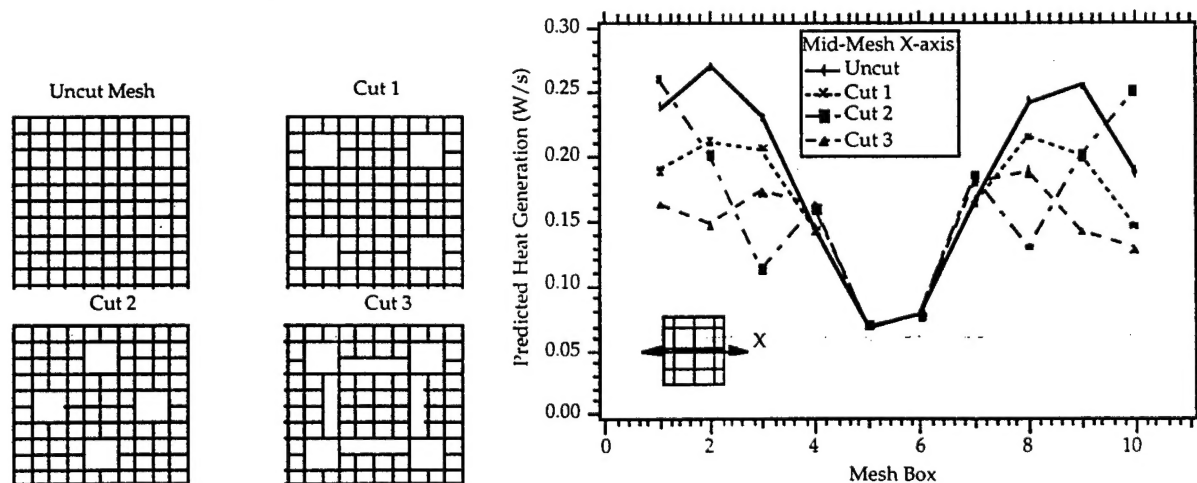 Uncut Mesh
Cut 1
Cut 2
Cut 3
Predicted Heat Generation (W/s)
0.30
0.25
0.20
0.15
0.10
0.05
0.00
Mid-Mesh X-axis
Uncut
Cut 1
Cut 2
Cut 3
X
0 2 4 6 8 10
Mesh Box